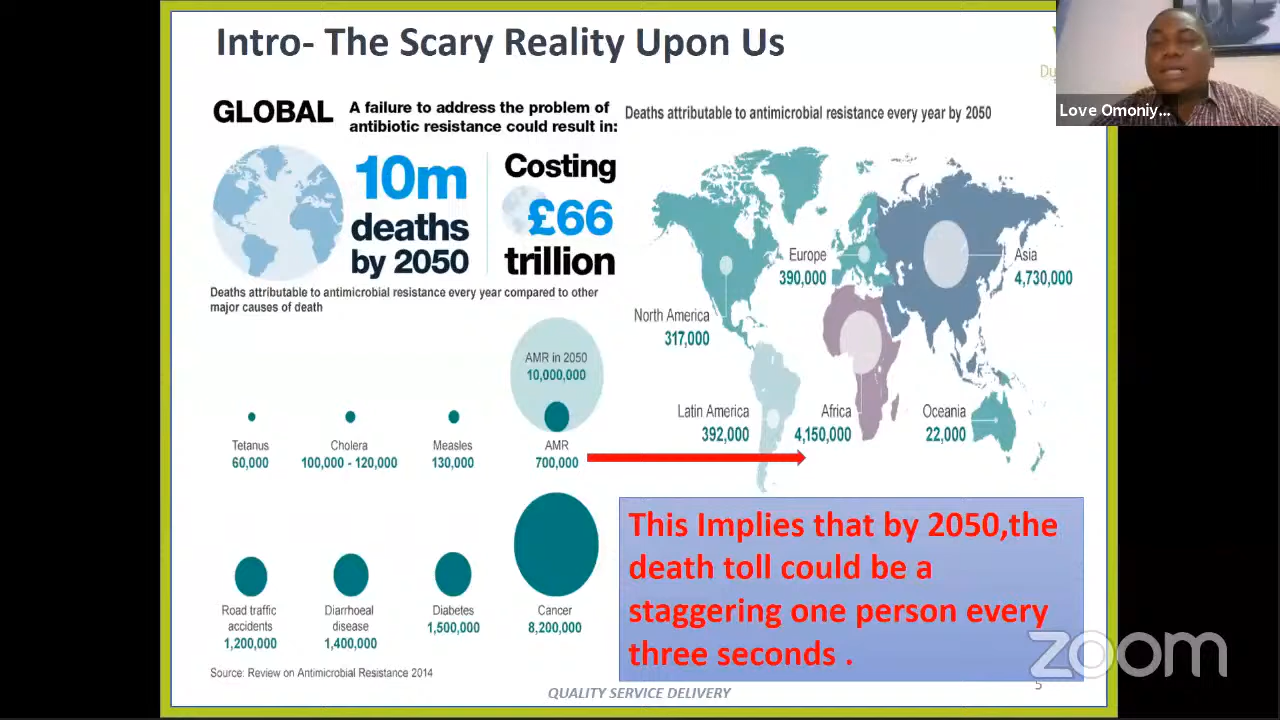 Intro- The Scary Reality Upon Us
Love Omoniy...
GLOBAL
A failure to address the problem of
antibiotic resistance could result in:
10m
deaths
by 2050
Costing
£66
trillion
Deaths attributable to antimicrobial resistance every year compared to other
major causes of death
AMR in 2050
10,000,000
Tetanus
60,000
Cholera
100,000 - 120,000
Measles
130,000
AMR
700,000
Road traffic
accidents
1,200,000
Diarrhoeal
disease
1,400,000
Diabetes
1,500,000
Cancer
8,200,000
Source: Review on Antimicrobial Resistance 2014
Deaths attributable to antimicrobial resistance every year by 2050
Europe
390,000
Asia
4,730,000
North America
317,000
Latin America
392,000
Africa
4,150,000
Oceania
22,000
This Implies that by 2050,the
death toll could be a
staggering one person every
three seconds .
zoom
QUALITY SERVICE DELIVERY
5